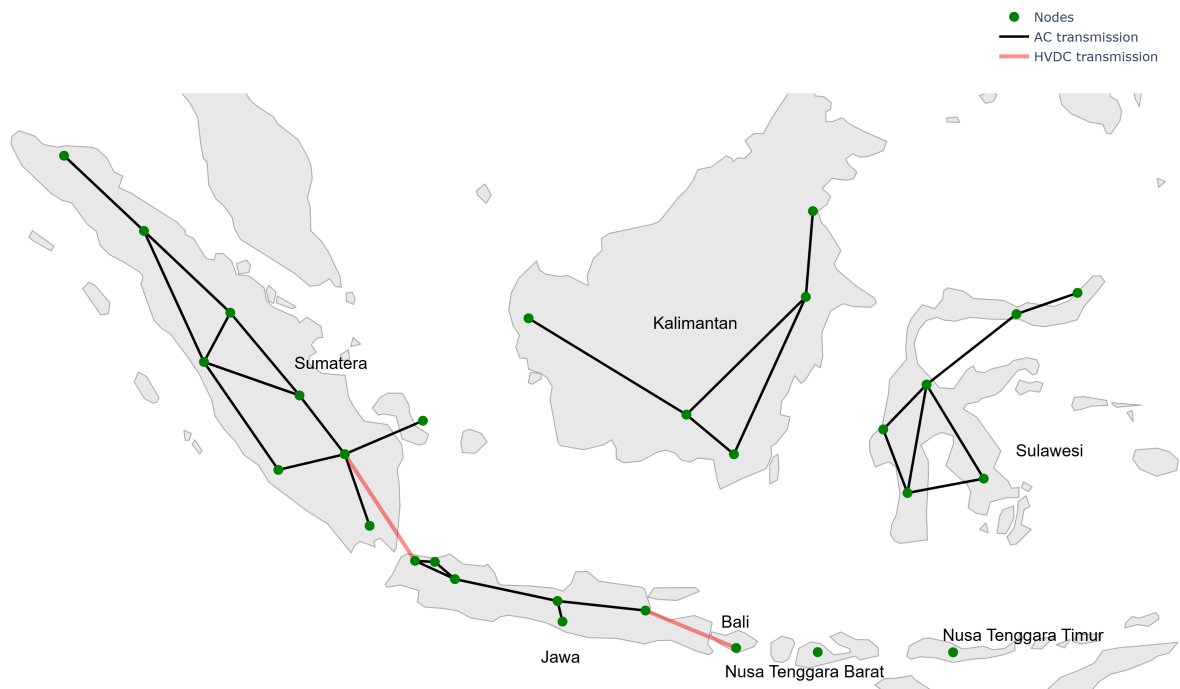 Nodes
AC transmission
HVDC transmission
Kalimantan
Sumatera
Sulawesi
Bali
Nusa Tenggara Timur
Jawa
Nusa Tenggara Barat